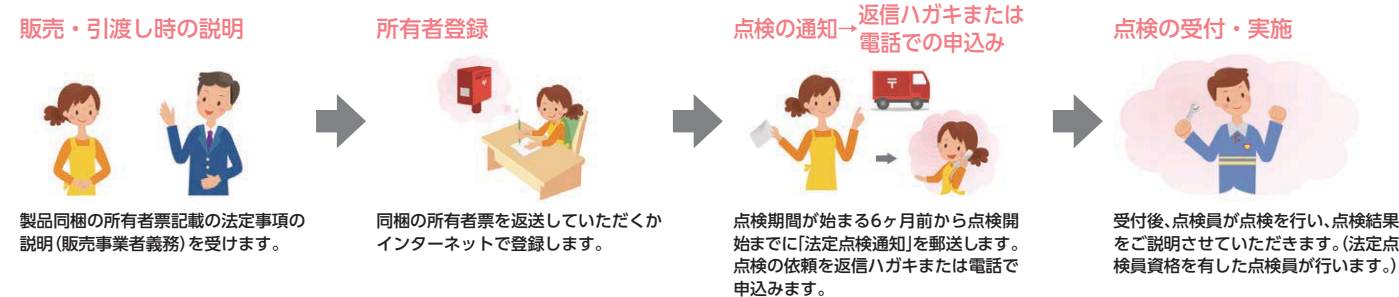 販売・引渡し時の説明
製品同梱の所有者票記載の法定事項の
説明(販売事業者義務)を受けます。
所有者登録
〒
同梱の所有者票を返送していただくか
インターネットで登録します。
点検の通知→返信ハガキまたは
電話での申込み
〒
点検期間が始まる6ヶ月前から点検開
始までに「法定点検通知」を郵送します。
点検の依頼を返信ハガキまたは電話で
申込みます。
点検の受付・実施
受付後、点検員が点検を行い、点検結果
をご説明させていただきます。(法定点
検員資格を有した点検員が行います。)